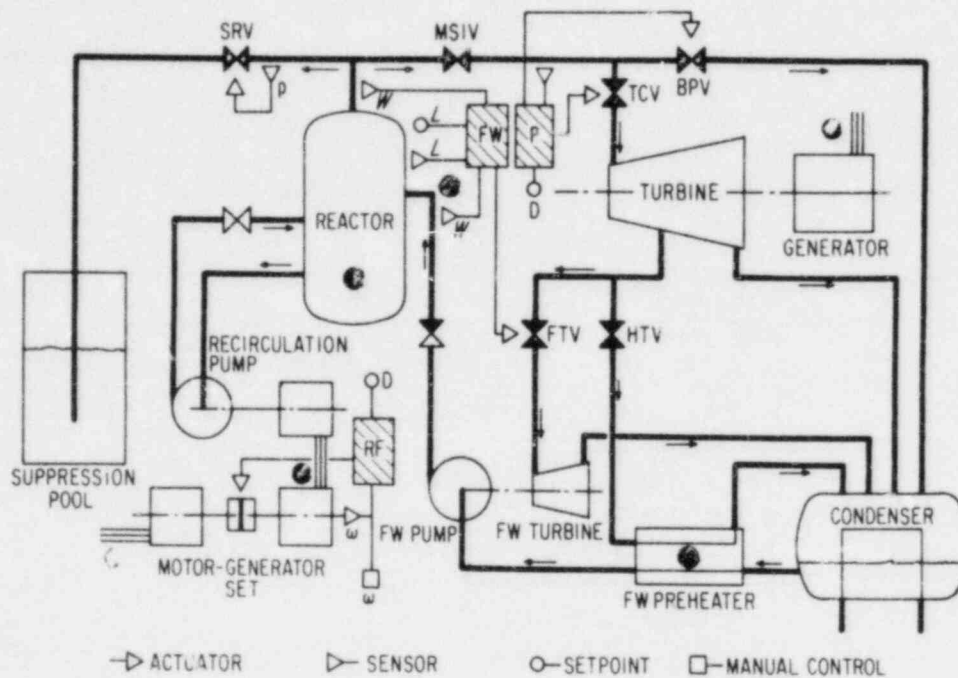 SRV
MSIV
P
W
L
L
W
FW
P
D
TCV
BPV
REACTOR
TURBINE
GENERATOR
FTV
HTV
RECIRCULATION
PUMP
D
RF
SUPPRESSION
POOL
MOTOR-GENERATOR
SET
ω
ω
FW PUMP
FW TURBINE
CONDENSER
FW PREHEATER
ACTUATOR
SENSOR
SETPOINT
MANUAL CONTROL